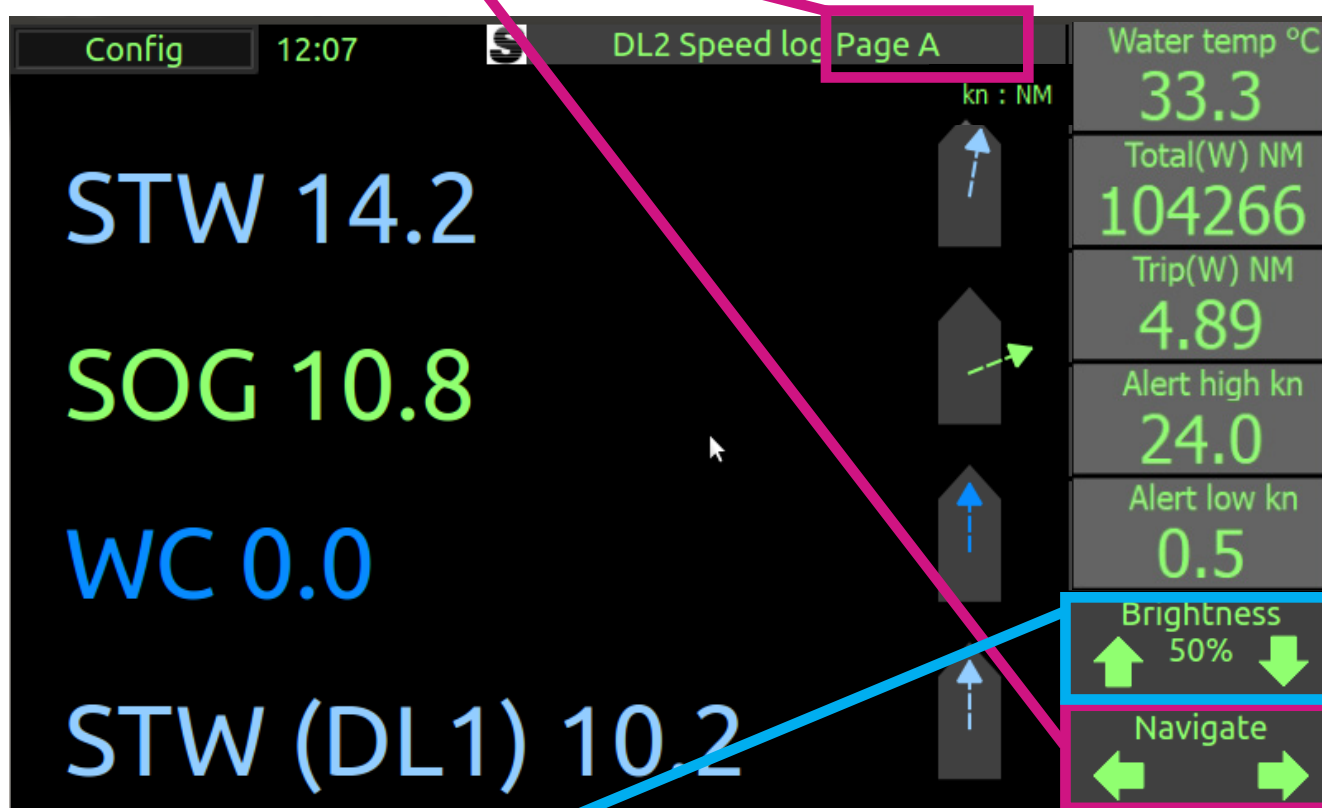 Config 12:07 S DL2 Speed log Page A
kn : NM
STW 14.2
SOG 10.8
WC 0.0
STW (DL1) 10.2
Water temp °C
33.3
Total(W) NM
104266
Trip(W) NM
4.89
Alert high kn
24.0
Alert low kn
0.5
Brightness
50%
Navigate